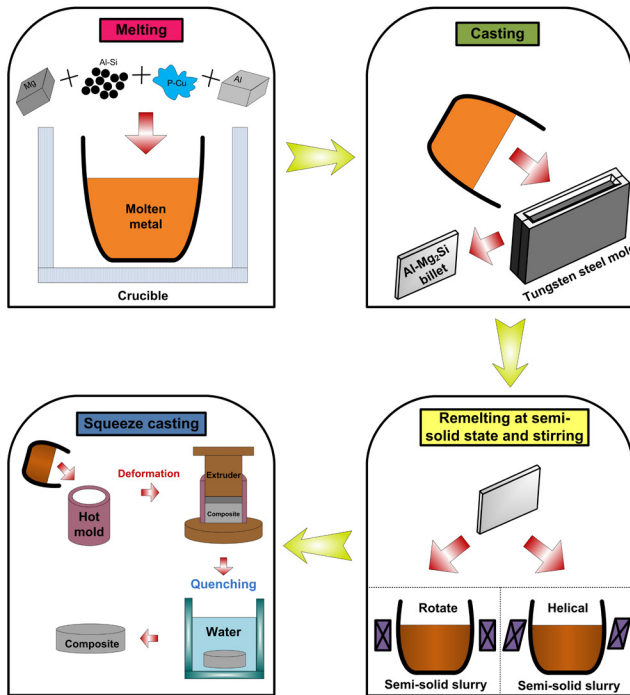 Melting
Mg
Al-Si
P-Cu
Al
Molten
metal
Crucible
Casting
Al-Mg₂Si
billet
Tungsten steel mold
Remelting at semi-
solid state and stirring
Rotate
Helical
Semi-solid slurry
Semi-solid slurry
Squeeze casting
Hot
mold
Deformation
Extruder
Composite
Quenching
Water
Composite